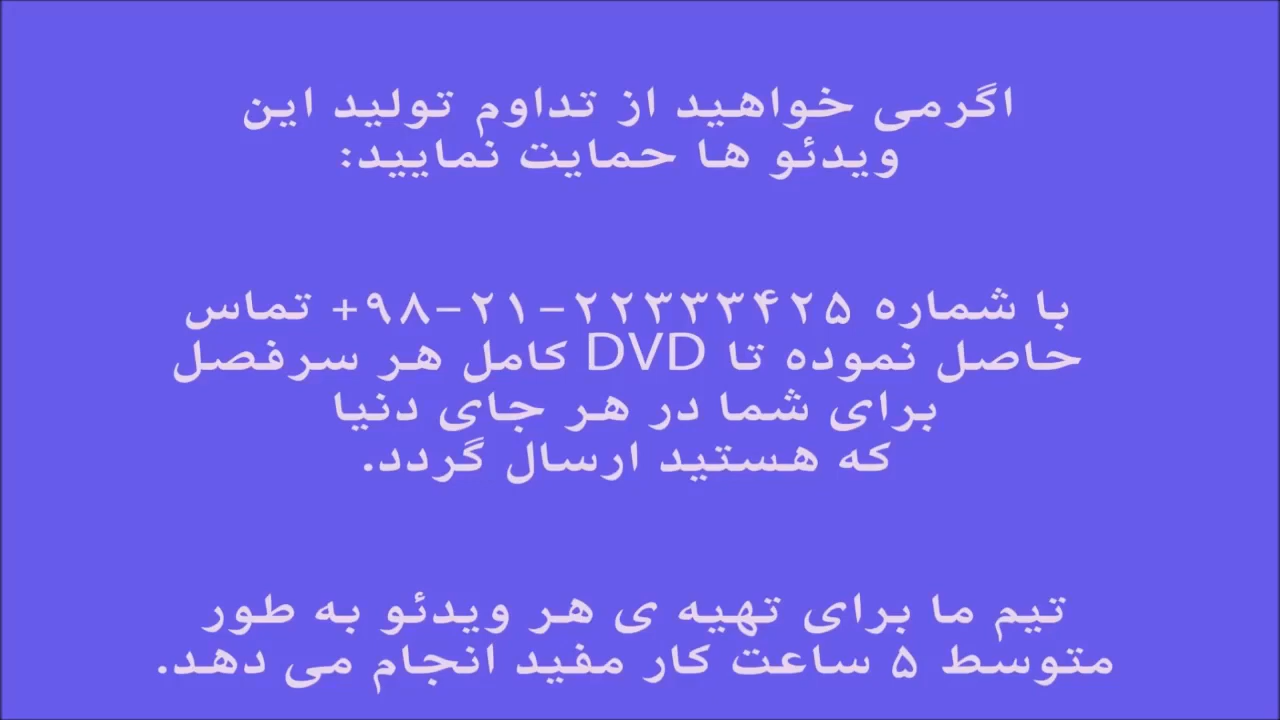 اگرمی خواهید از تداوم تولید این
ویدئو ها حمایت نمایید:
با شماره ۲۲۳۳۳۴۲۵-۲۱-۹۸+ تماس
حاصل نموده تا DVD کامل هر سرفصل
برای شما در هر جای دنیا
که هستید ارسال گردد.
تیم ما برای تهیه ی هر ویدئو به طور
متوسط ۵ ساعت کار مفید انجام می دهد.